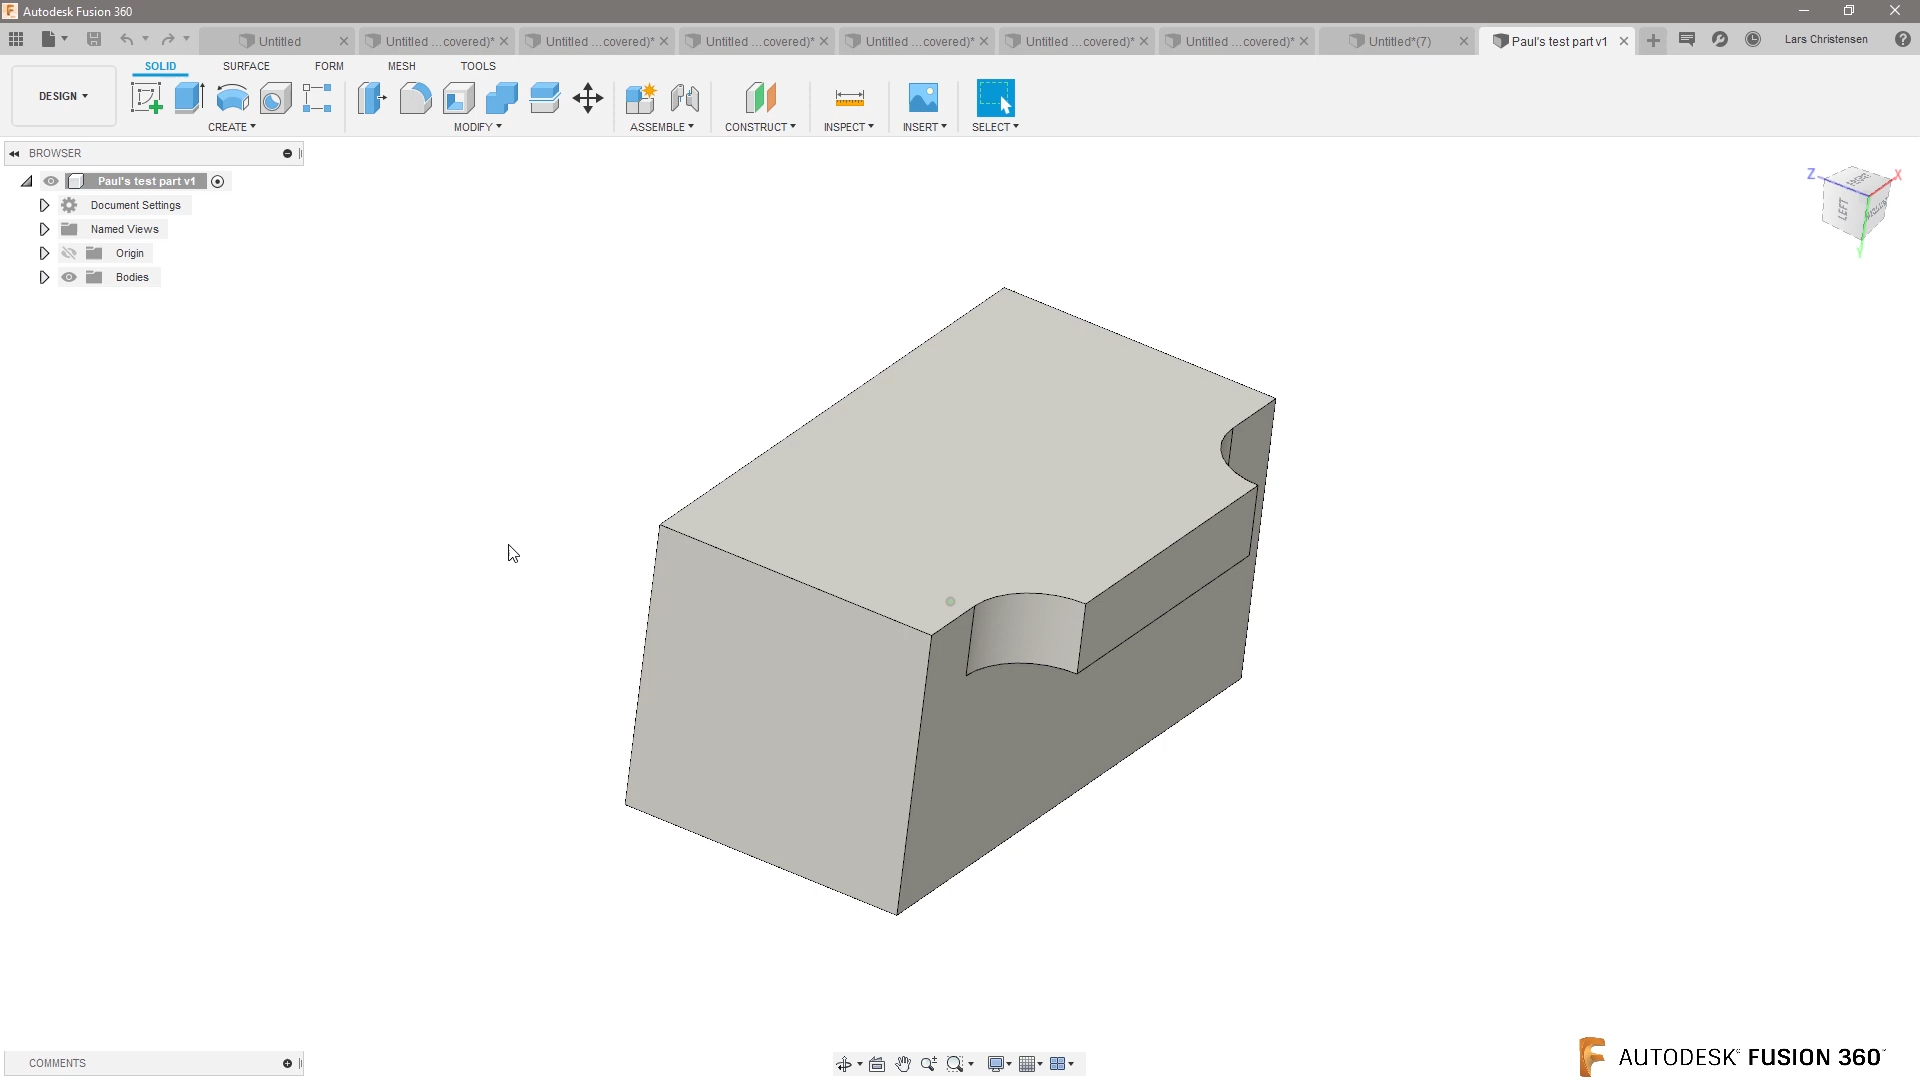 Autodesk Fusion 360
Untitled
Untitled ...covered)*
Untitled ...covered)*
Untitled ...covered)*
Untitled ...covered)*
Untitled ...covered)*
Untitled ...covered)*
Untitled*(7)
Paul's test part v1
Lars Christensen
SOLID
SURFACE
FORM
MESH
TOOLS
DESIGN
CREATE
MODIFY
ASSEMBLE
CONSTRUCT
INSPECT
INSERT
SELECT
BROWSER
Paul's test part v1
Document Settings
Named Views
Origin
Bodies
Z
X
FRONT
LEFT
Y
COMMENTS
AUTODESK FUSION 360